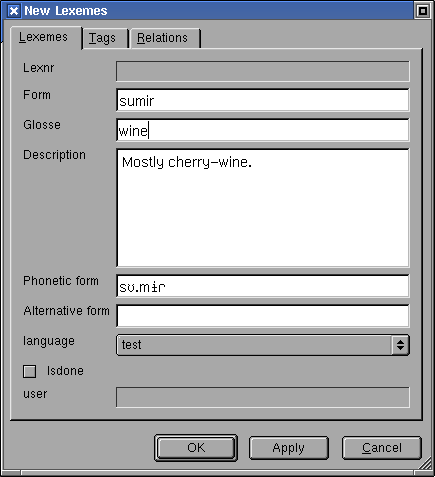 New Lexemes
Lexemes Tags Relations
Lexnr
Form sumir
Glosse wine
Description Mostly cherry-wine.
Phonetic form sʊ.mɨɾ
Alternative form
language test
Isdone
user
OK Apply Cancel